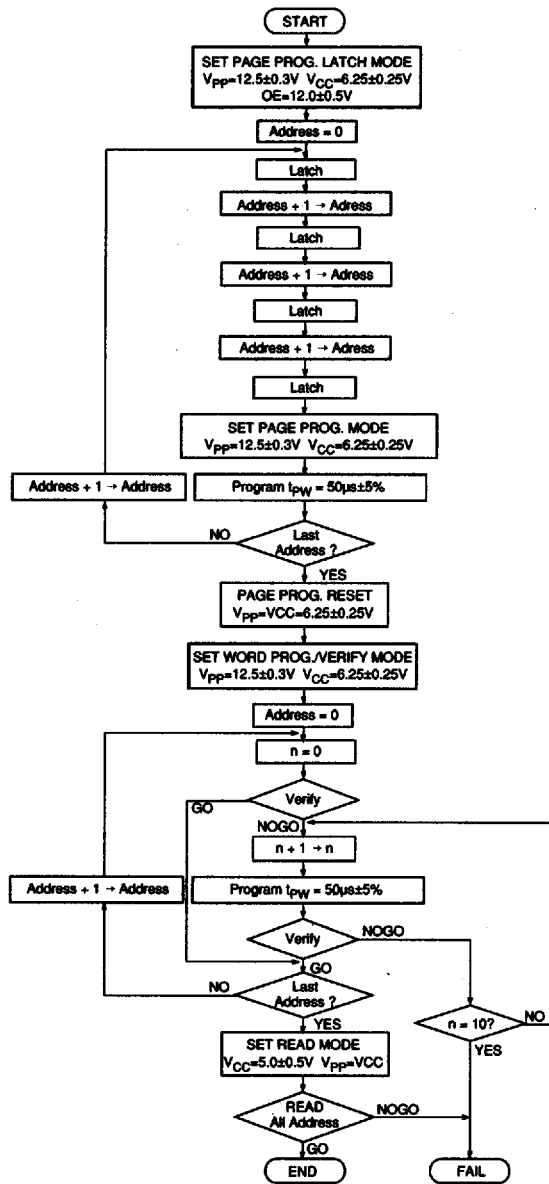 START
SET PAGE PROG. LATCH MODE
VPP=12.5±0.3V VCC=6.25±0.25V
OE=12.0±0.5V
Address = 0
Latch
Address + 1 → Adress
Latch
Address + 1 → Adress
Latch
Address + 1 → Adress
Latch
SET PAGE PROG. MODE
VPP=12.5±0.3V VCC=6.25±0.25V
Address + 1 → Address
Program tPW = 50µs±5%
NO
Last
Address ?
YES
PAGE PROG. RESET
VPP=VCC=6.25±0.25V
SET WORD PROG./VERIFY MODE
VPP=12.5±0.3V VCC=6.25±0.25V
Address = 0
n = 0
GO
Verify
NOGO
n + 1 → n
Address + 1 → Address
Program tPW = 50µs±5%
Verify
NOGO
GO
NO
Last
Address ?
YES
n = 10?
NO
YES
SET READ MODE
VCC=5.0±0.5V VPP=VCC
READ
All Address
NOGO
GO
END
FAIL